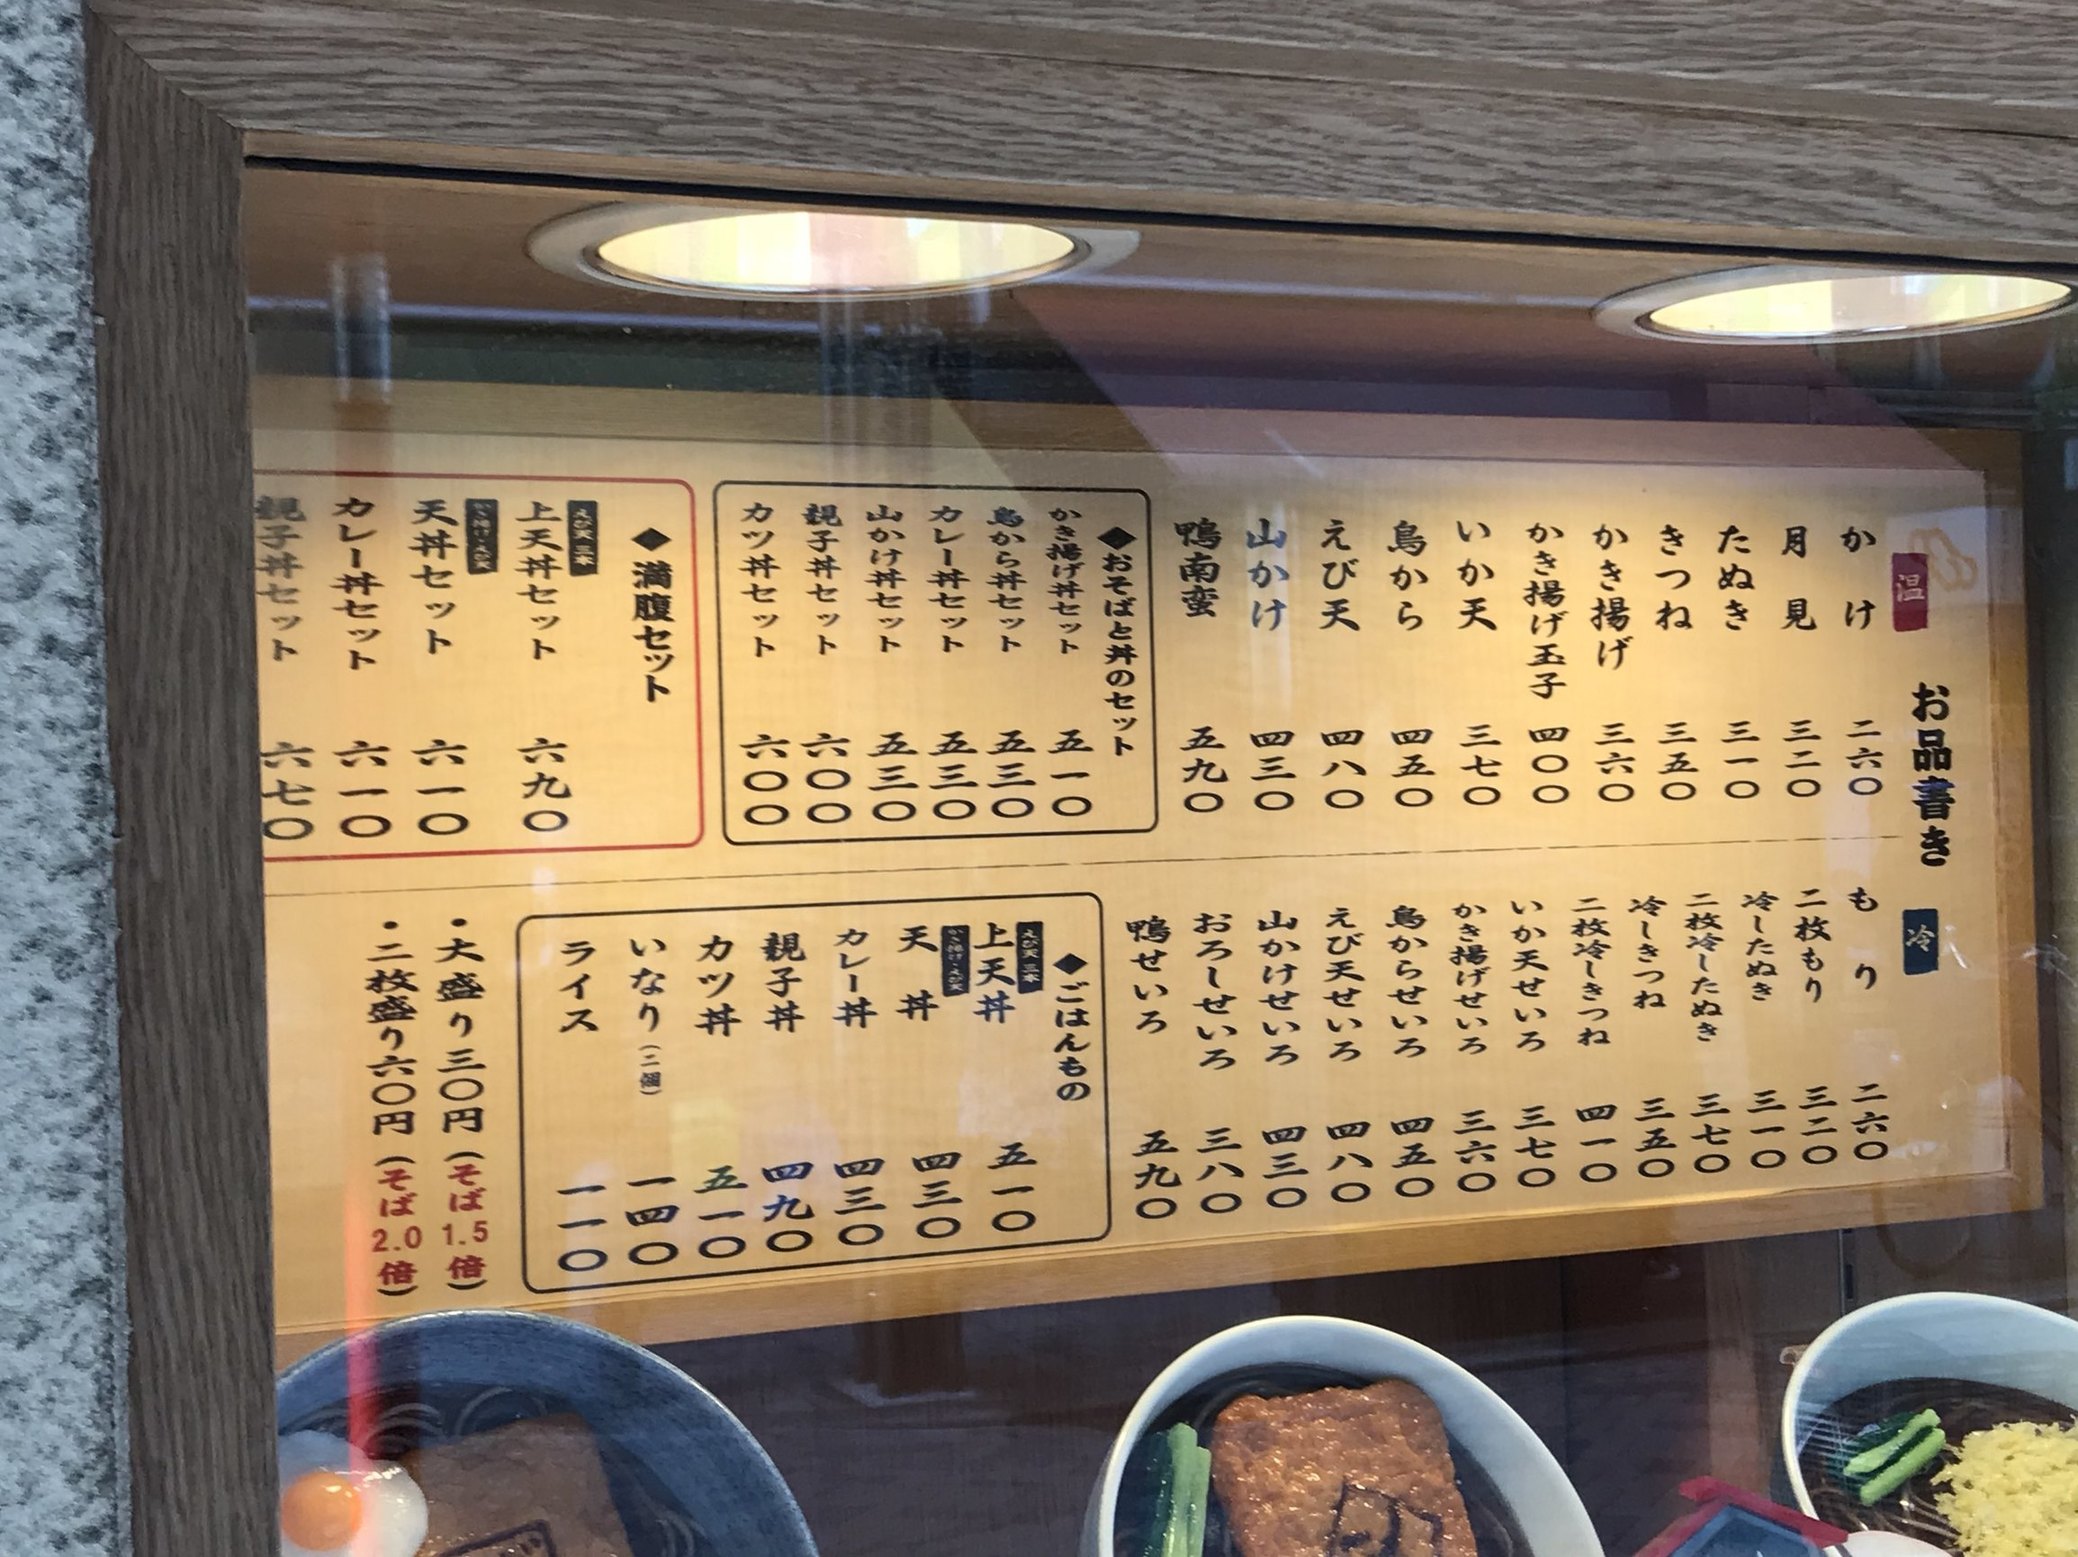 お品書き
温
かけ 二六〇
月見 三二〇
たぬき 三一〇
きつね 三五〇
かき揚げ 三六〇
かき揚げ玉子 四〇〇
いか天 三七〇
鳥から 四五〇
えび天 四八〇
山かけ 四三〇
鴨南蛮 五九〇
◆おそばと丼のセット
かき揚げ丼セット 五一〇
鳥から丼セット 五三〇
カレー丼セット 五三〇
山かけ丼セット 五三〇
親子丼セット 六〇〇
カツ丼セット 六〇〇
◆満腹セット
えび天三本
上天丼セット 六九〇
天丼セット 六一〇
カレー丼セット 六一〇
親子丼セット 六七〇
冷
もり 二六〇
二枚もり 三二〇
冷したぬき 三一〇
二枚冷したぬき 三七〇
冷しきつね 三五〇
二枚冷しきつね 四一〇
いか天せいろ 三七〇
かき揚げせいろ 三六〇
鳥からせいろ 四五〇
えび天せいろ 四八〇
山かけせいろ 四三〇
おろしせいろ 三八〇
鴨せいろ 五九〇
◆ごはんもの
えび天三本
上天丼 五一〇
天丼 四三〇
カレー丼 四三〇
親子丼 四九〇
カツ丼 五一〇
いなり(二個) 一四〇
ライス 一一〇
・大盛り三〇円(そば1.5倍)
・二枚盛り六〇円(そば2.0倍)